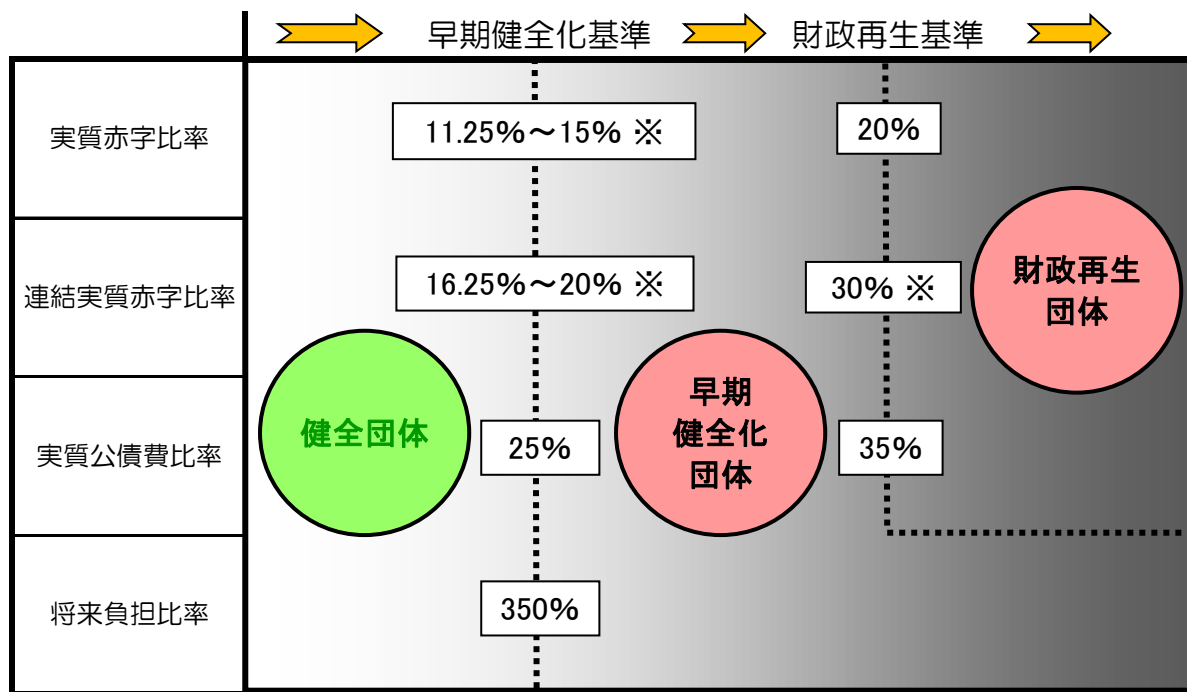 早期健全化基準
財政再生基準
実質赤字比率
11.25%～15% ※
20%
連結実質赤字比率
16.25%～20% ※
30% ※
財政再生
団体
健全団体
早期
健全化
団体
実質公債費比率
25%
35%
将来負担比率
350%